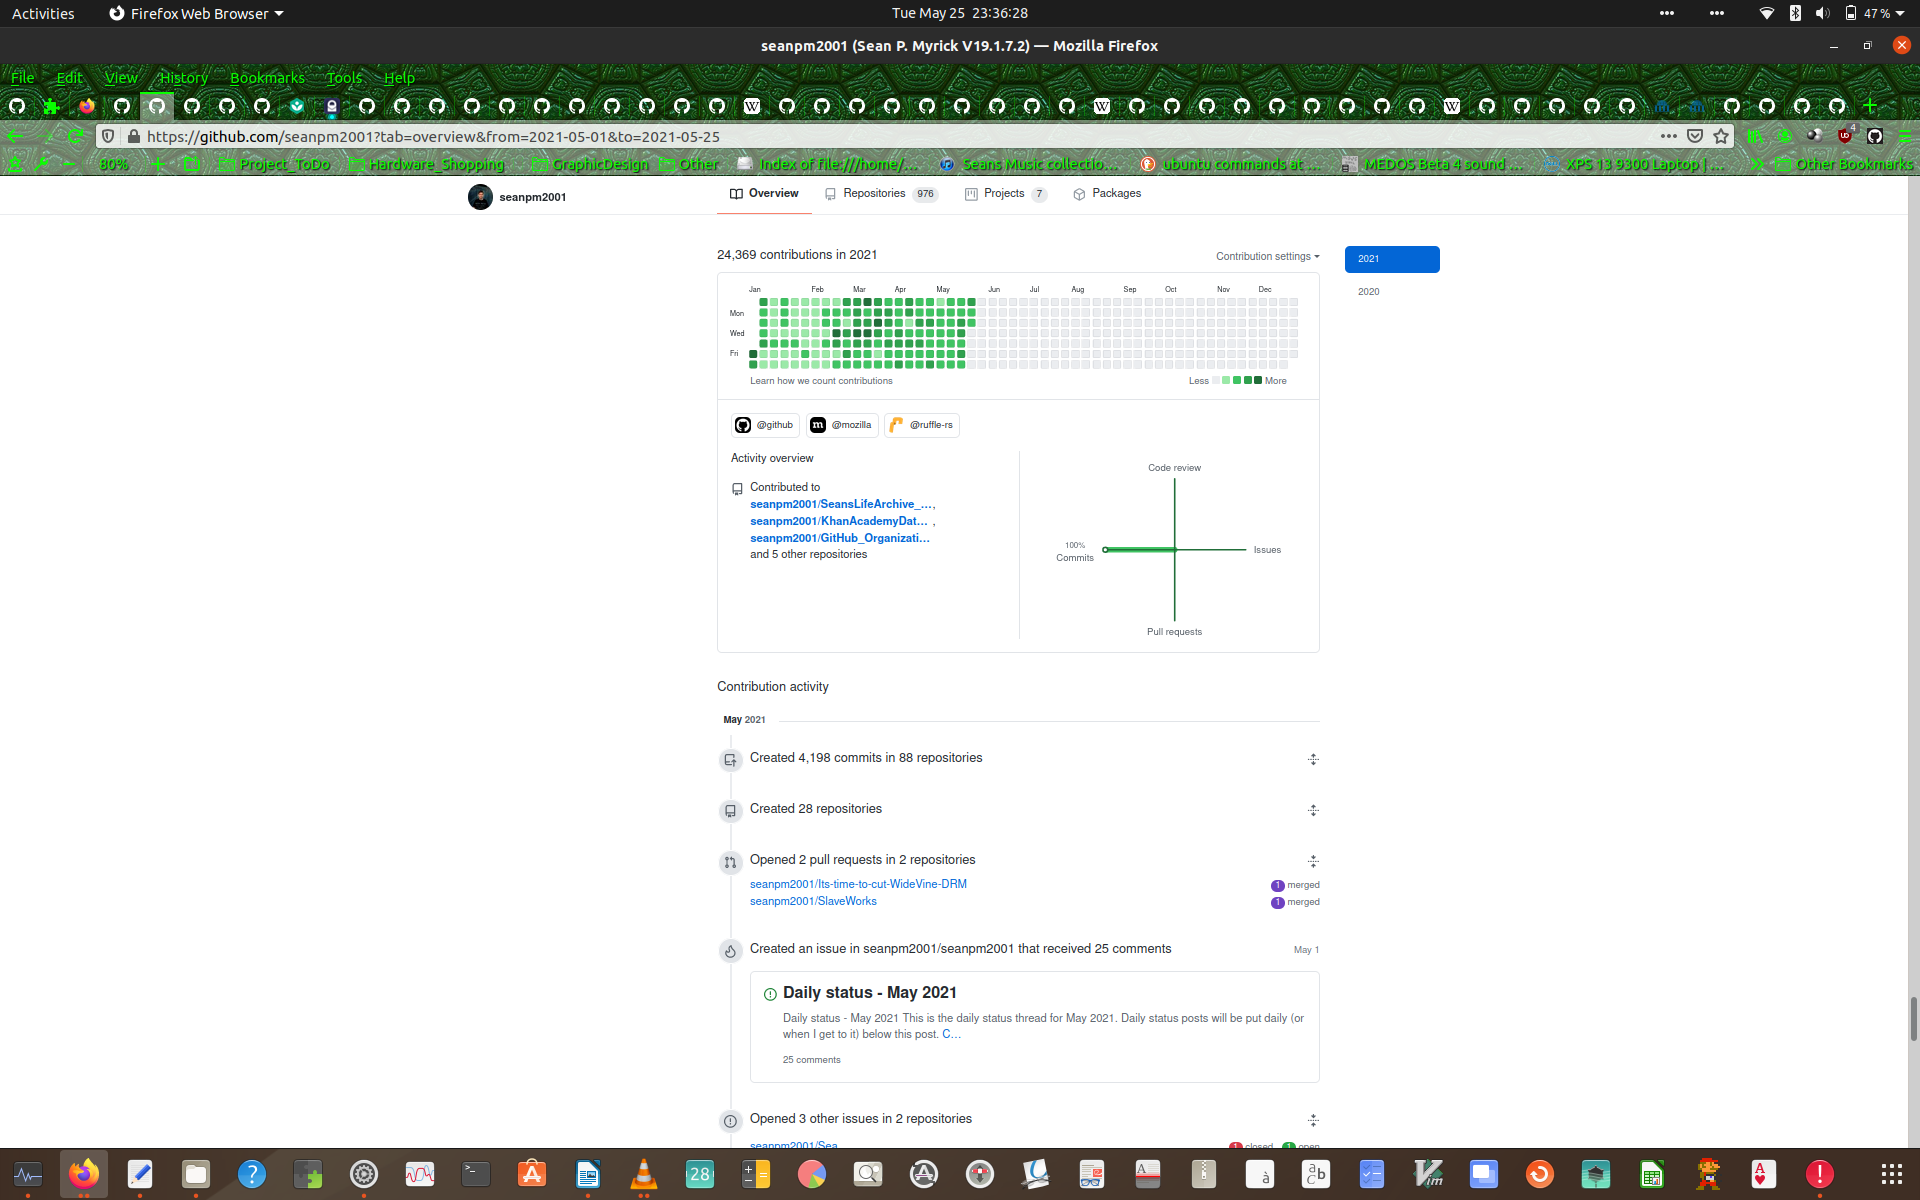 Activities
Firefox Web Browser
Tue May 25 23:36:28
47 %
seanpm2001 (Sean P. Myrick V19.1.7.2) — Mozilla Firefox
File Edit View History Bookmarks Tools Help
https://github.com/seanpm2001?tab=overview&from=2021-05-01&to=2021-05-25
80%
Project_ToDo
Hardware_Shopping
GraphicDesign
Other
Index of file:///home/…
Seans Music collectio…
ubuntu commands at …
MEDOS Beta 4 sound …
XPS 13 9300 Laptop | …
Other Bookmarks
seanpm2001
Overview
Repositories 976
Projects 7
Packages
24,369 contributions in 2021
Contribution settings
2021
2020
Jan Feb Mar Apr May Jun Jul Aug Sep Oct Nov Dec
Mon
Wed
Fri
Learn how we count contributions
Less More
@github
@mozilla
@ruffle-rs
Activity overview
Contributed to
seanpm2001/SeansLifeArchive_…,
seanpm2001/KhanAcademyDat… ,
seanpm2001/GitHub_Organizati…
and 5 other repositories
Code review
100%
Commits
Issues
Pull requests
Contribution activity
May 2021
Created 4,198 commits in 88 repositories
Created 28 repositories
Opened 2 pull requests in 2 repositories
seanpm2001/Its-time-to-cut-WideVine-DRM
1 merged
seanpm2001/SlaveWorks
1 merged
Created an issue in seanpm2001/seanpm2001 that received 25 comments
May 1
Daily status - May 2021
Daily status - May 2021 This is the daily status thread for May 2021. Daily status posts will be put daily (or
when I get to it) below this post. C…
25 comments
Opened 3 other issues in 2 repositories
seanpm2001/Sea
1 closed 1 open
28